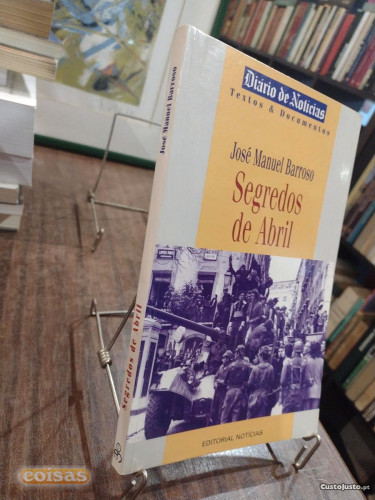 Diário de Notícias
Textos & Documentos
José Manuel Barroso
Segredos
de Abril
EDITORIAL NOTÍCIAS
José Manuel Barroso
Segredos de Abril
coisas
CustoJusto.pt